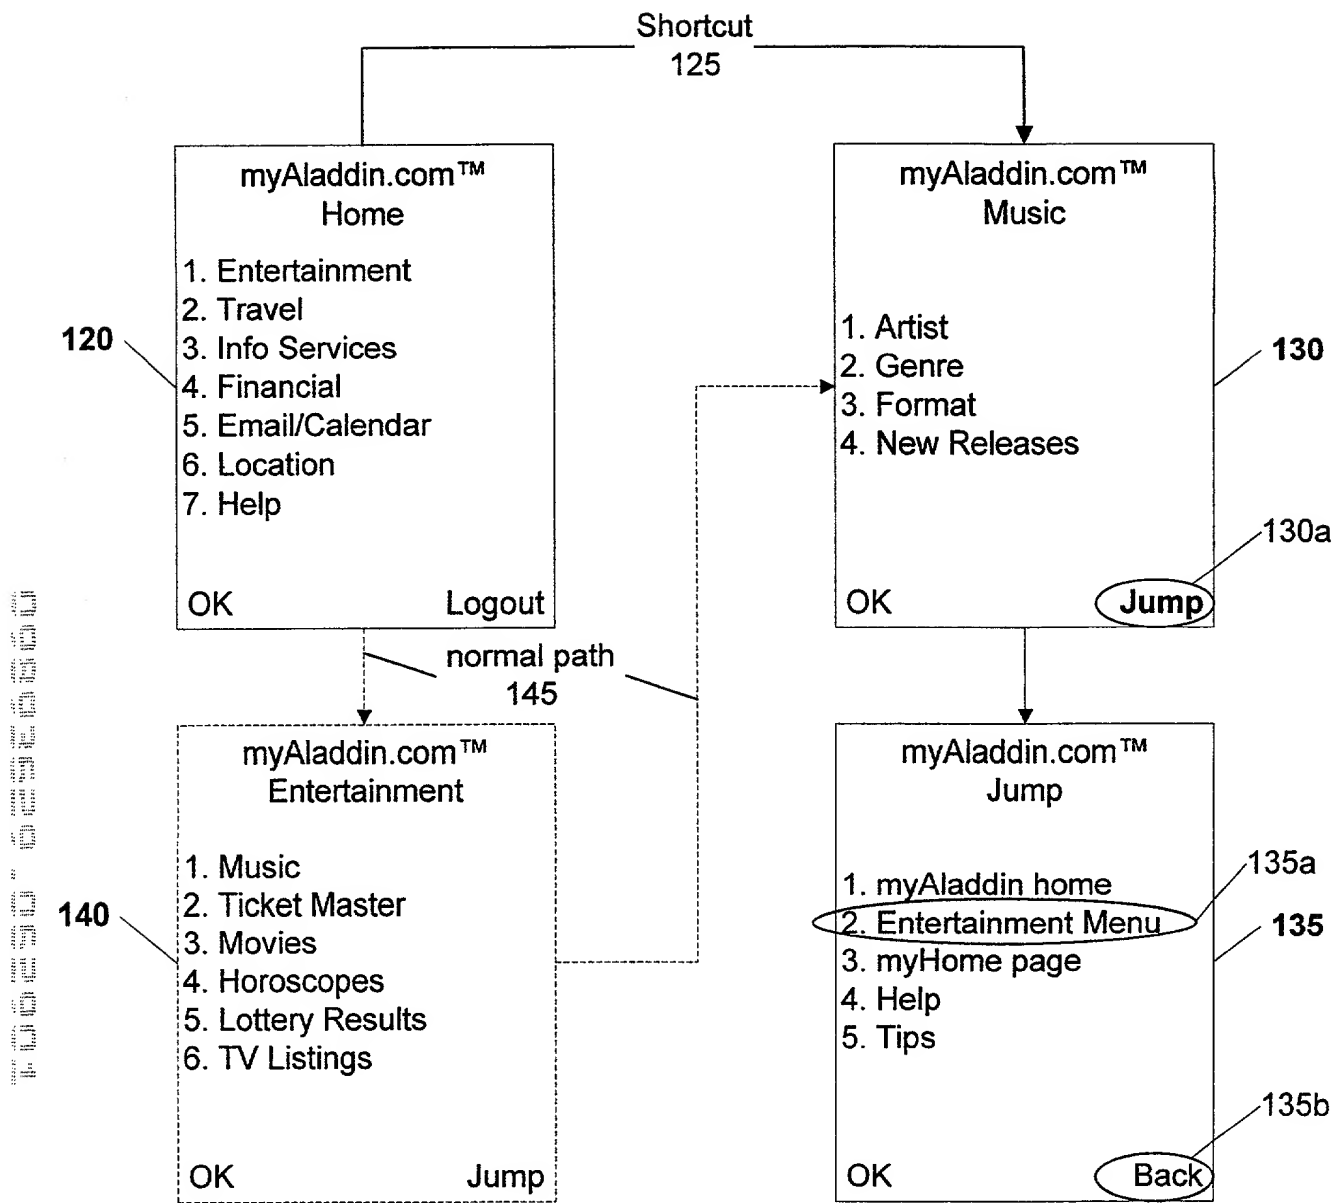 Shortcut
125
myAladdin.com™
Home
1. Entertainment
2. Travel
3. Info Services
4. Financial
5. Email/Calendar
6. Location
7. Help
OK Logout
120
myAladdin.com™
Music
1. Artist
2. Genre
3. Format
4. New Releases
OK Jump
130
130a
normal path
145
myAladdin.com™
Entertainment
1. Music
2. Ticket Master
3. Movies
4. Horoscopes
5. Lottery Results
6. TV Listings
OK Jump
140
myAladdin.com™
Jump
1. myAladdin home
2. Entertainment Menu
3. myHome page
4. Help
5. Tips
OK Back
135a
135
135b